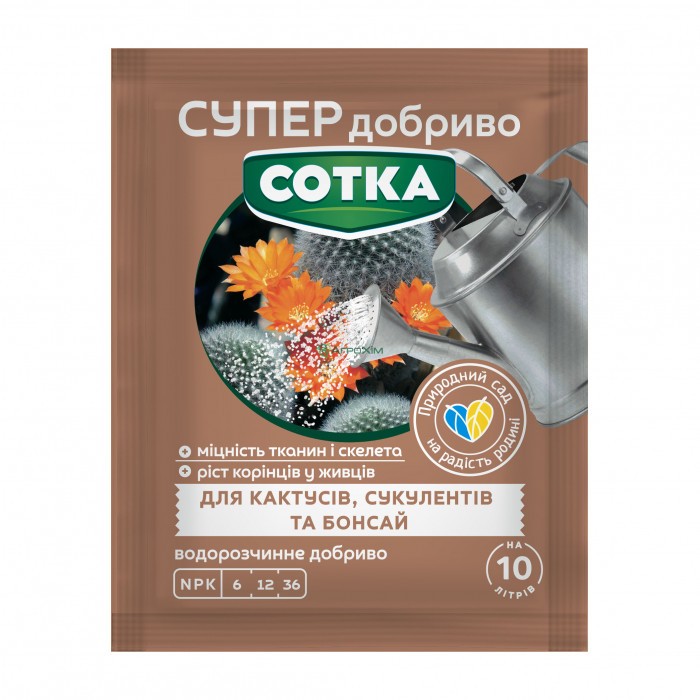 СУПЕР добриво
СОТКА
АГРОХІМ
Природний сад
на радість родині
міцність тканин і скелета
ріст корінців у живців
ДЛЯ КАКТУСІВ, СУКУЛЕНТІВ
ТА БОНСАЙ
водорозчинне добриво
NPK 6 12 36
НА
10
ЛІТРІВ